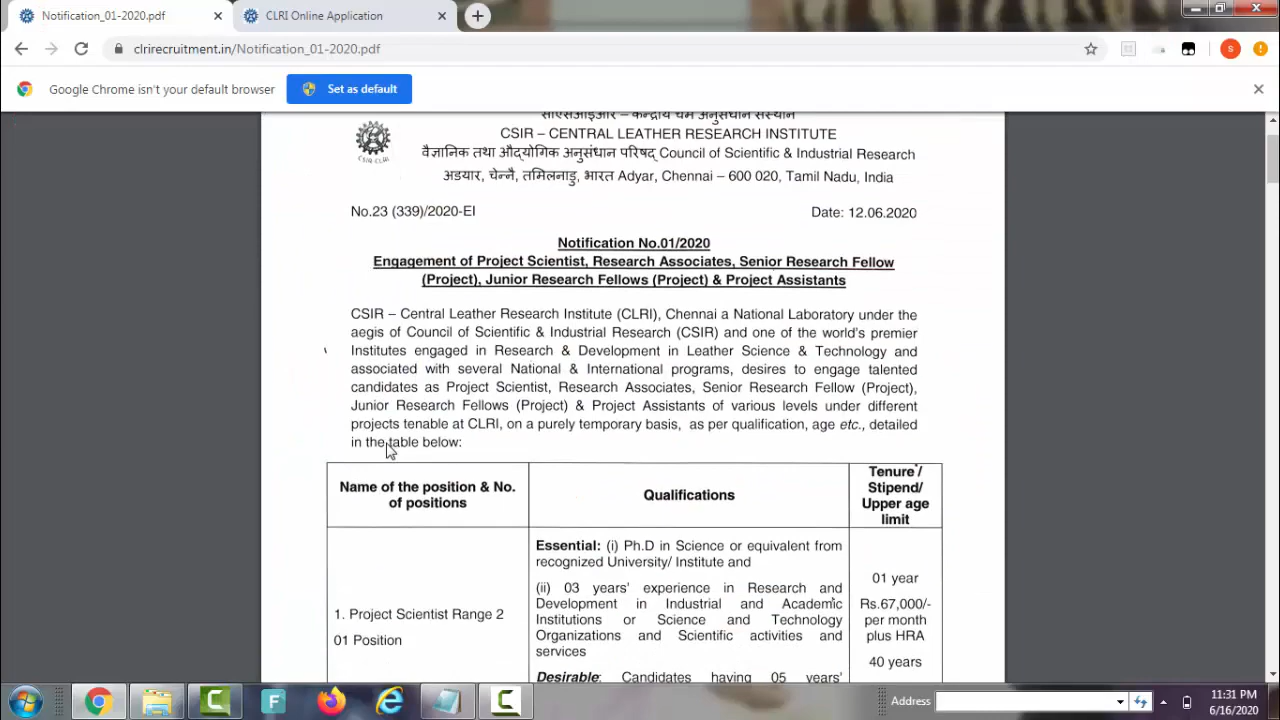 Notification_01-2020.pdf
CLRI Online Application
clrirecruitment.in/Notification_01-2020.pdf
S
Google Chrome isn't your default browser
Set as default
सीएसआईआर – केन्द्रीय चर्म अनुसंधान संस्थान
CSIR – CENTRAL LEATHER RESEARCH INSTITUTE
वैज्ञानिक तथा औद्योगिक अनुसंधान परिषद् Council of Scientific & Industrial Research
अडयार, चेन्नै, तमिलनाडु, भारत Adyar, Chennai – 600 020, Tamil Nadu, India
CSIR-CLRI
No.23 (339)/2020-EI
Date: 12.06.2020
Notification No.01/2020
Engagement of Project Scientist, Research Associates, Senior Research Fellow
(Project), Junior Research Fellows (Project) & Project Assistants
CSIR – Central Leather Research Institute (CLRI), Chennai a National Laboratory under the
aegis of Council of Scientific & Industrial Research (CSIR) and one of the world's premier
Institutes engaged in Research & Development in Leather Science & Technology and
associated with several National & International programs, desires to engage talented
candidates as Project Scientist, Research Associates, Senior Research Fellow (Project),
Junior Research Fellows (Project) & Project Assistants of various levels under different
projects tenable at CLRI, on a purely temporary basis, as per qualification, age etc., detailed
in the table below:
Name of the position & No.
of positions
Qualifications
Tenure/
Stipend/
Upper age
limit
1. Project Scientist Range 2
01 Position
Essential: (i) Ph.D in Science or equivalent from
recognized University/ Institute and
(ii) 03 years' experience in Research and
Development in Industrial and Academic
Institutions or Science and Technology
Organizations and Scientific activities and
services
Desirable: Candidates having 05 years'
01 year
Rs.67,000/-
per month
plus HRA
40 years
Address
11:31 PM
6/16/2020